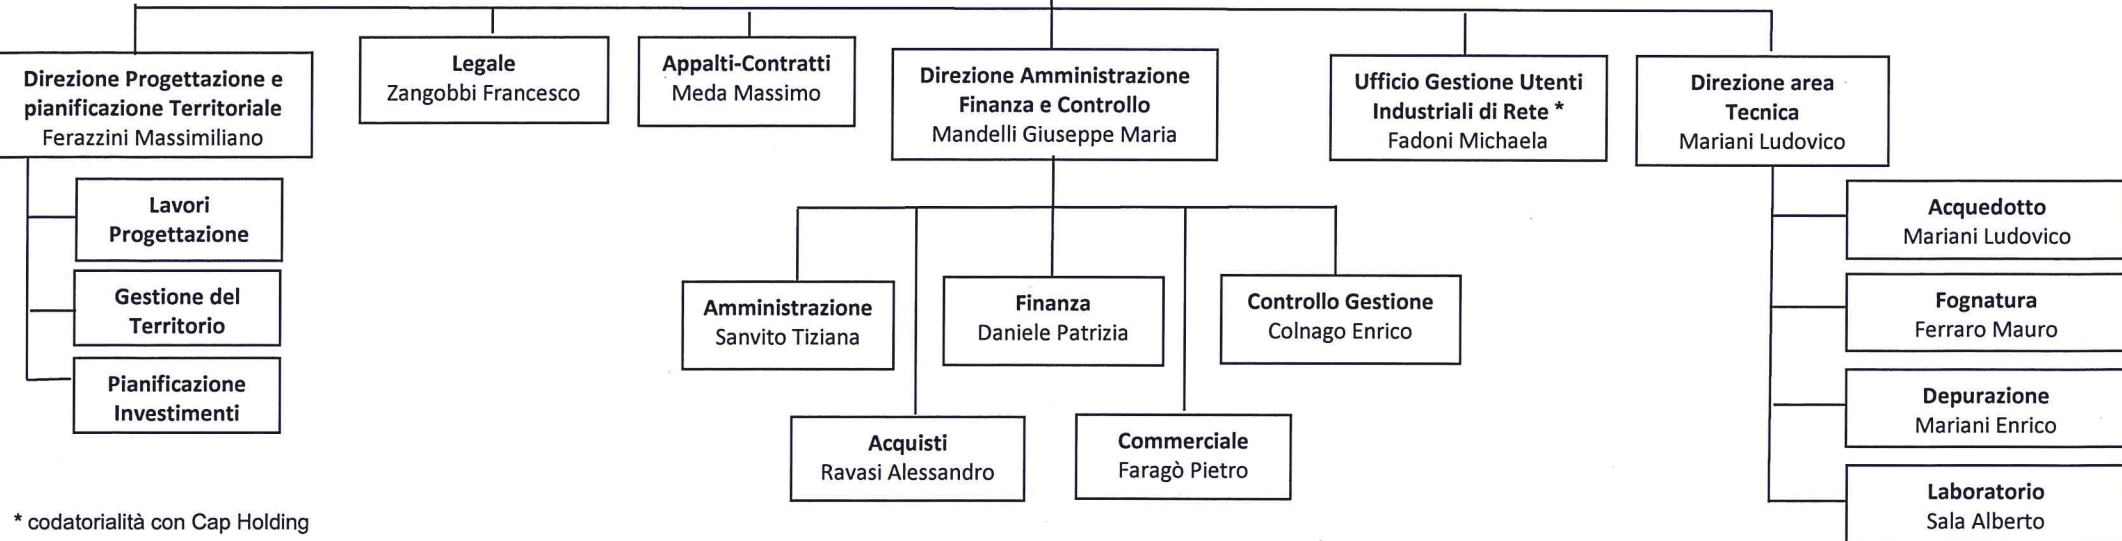 Direzione Progettazione e
pianificazione Territoriale
Ferazzini Massimiliano
Legale
Zangobbi Francesco
Appalti-Contratti
Meda Massimo
Direzione Amministrazione
Finanza e Controllo
Mandelli Giuseppe Maria
Ufficio Gestione Utenti
Industriali di Rete *
Fadoni Michaela
Direzione area
Tecnica
Mariani Ludovico
Lavori
Progettazione
Gestione del
Territorio
Pianificazione
Investimenti
Amministrazione
Sanvito Tiziana
Finanza
Daniele Patrizia
Controllo Gestione
Colnago Enrico
Acquisti
Ravasi Alessandro
Commerciale
Faragò Pietro
Acquedotto
Mariani Ludovico
Fognatura
Ferraro Mauro
Depurazione
Mariani Enrico
Laboratorio
Sala Alberto
* codatorialità con Cap Holding